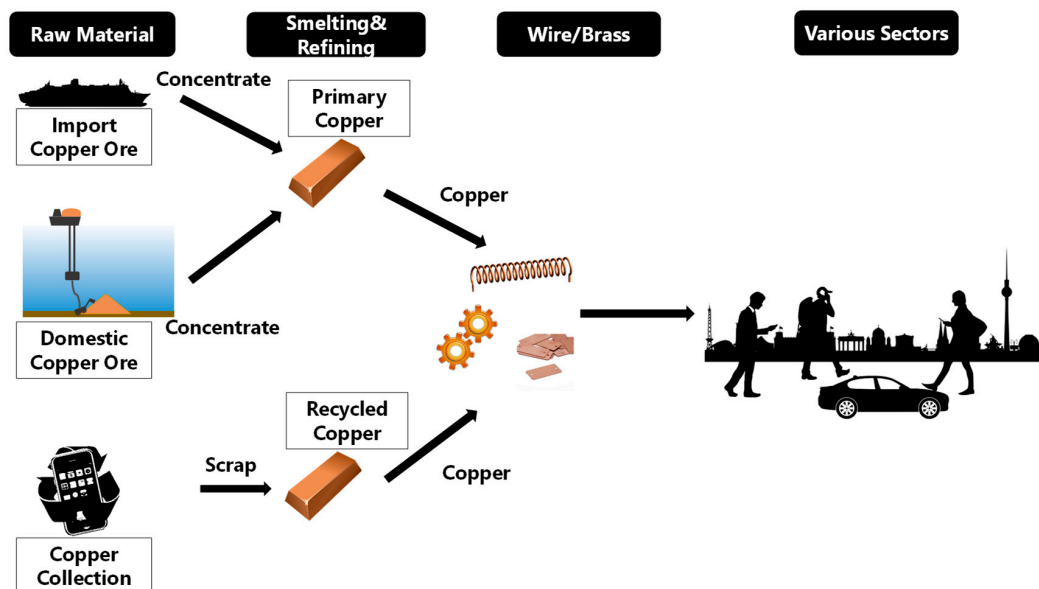 Raw Material
Smelting&
Refining
Wire/Brass
Various Sectors
Concentrate
Import
Copper Ore
Primary
Copper
Copper
Concentrate
Domestic
Copper Ore
Recycled
Copper
Scrap
Copper
Copper
Collection